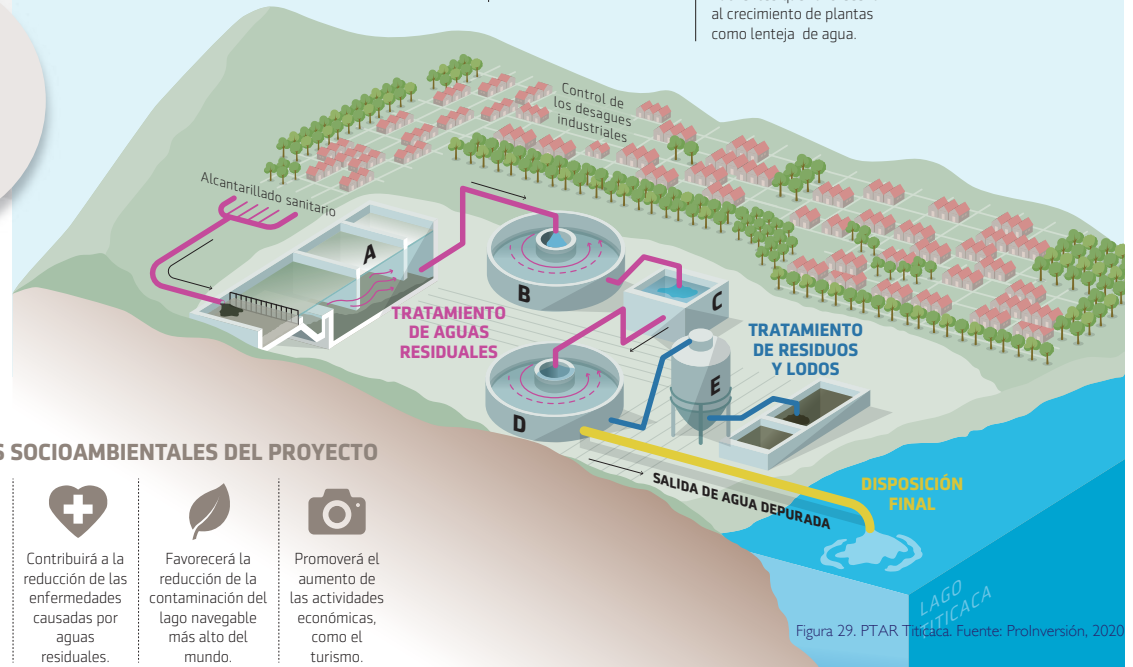 al crecimiento de plantas
como lenteja de agua.
Control de
los desagues
industriales
Alcantarillado sanitario
A
B
C
TRATAMIENTO
DE AGUAS
RESIDUALES
TRATAMIENTO
DE RESIDUOS
Y LODOS
E
D
S SOCIOAMBIENTALES DEL PROYECTO
SALIDA DE AGUA DEPURADA
DISPOSICIÓN
FINAL
Contribuirá a la
reducción de las
enfermedades
causadas por
aguas
residuales.
Favorecerá la
reducción de la
contaminación del
lago navegable
más alto del
mundo.
Promoverá el
aumento de
las actividades
económicas,
como el
turismo.
LAGO
TITICACA
Figura 29. PTAR Titicaca. Fuente: ProInversión, 2020